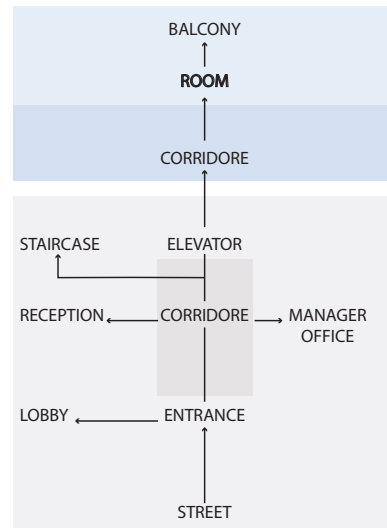 BALCONY
ROOM
CORRIDORE
STAIRCASE ELEVATOR
RECEPTION CORRIDORE MANAGER
OFFICE
LOBBY ENTRANCE
STREET